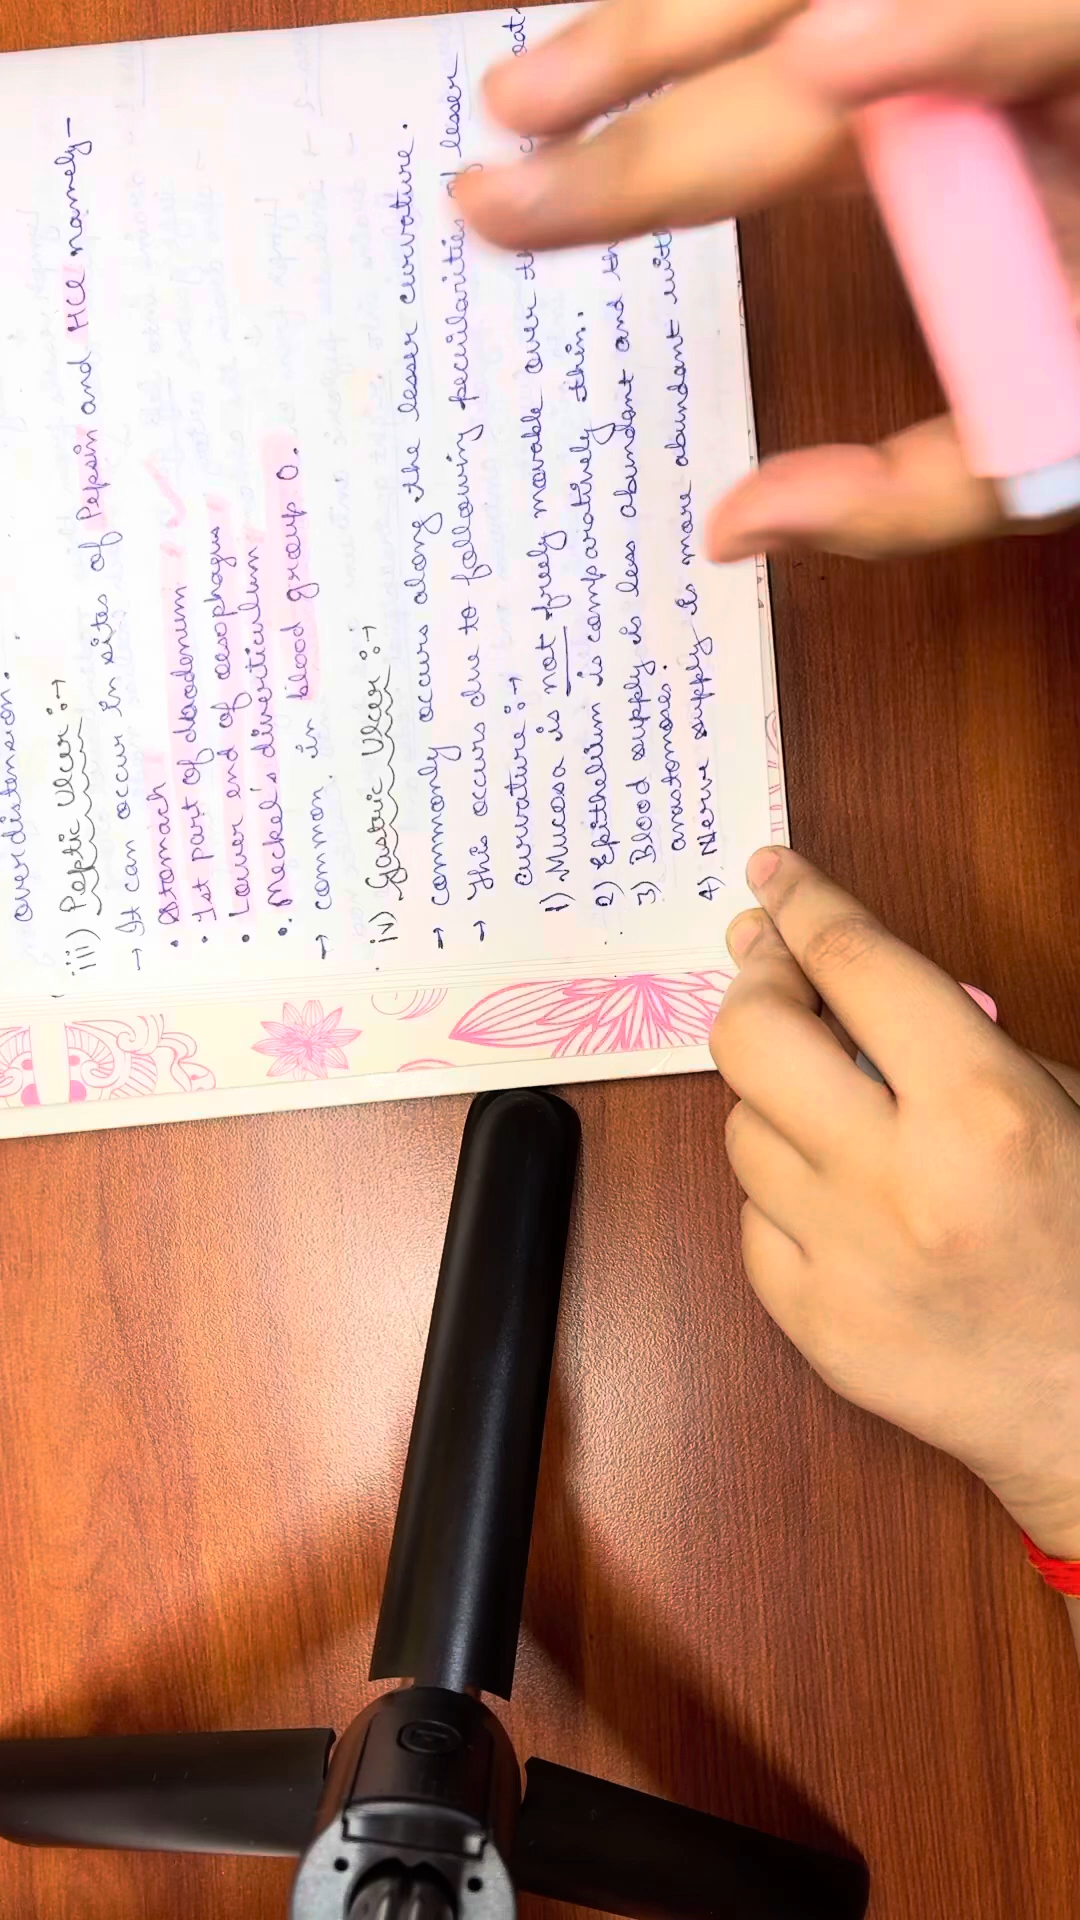 overdistension.
iii) Peptic Ulcer :→
→ It can occur in sites of Pepsin and HCl namely—
• Stomach
• 1st part of duodenum
• Lower end of oesophagus
• Meckel's diverticulum
→ common in blood group O.
iv) Gastric Ulcer :→
→ commonly occurs along the lesser curvature.
→ This occurs due to following peculiarities of lesser
curvature :→
1) Mucosa is not freely movable over
2) Epithelium is comparatively thin.
3) Blood supply is less abundant and
anastomoses.
4) Nerve supply is more abundant with